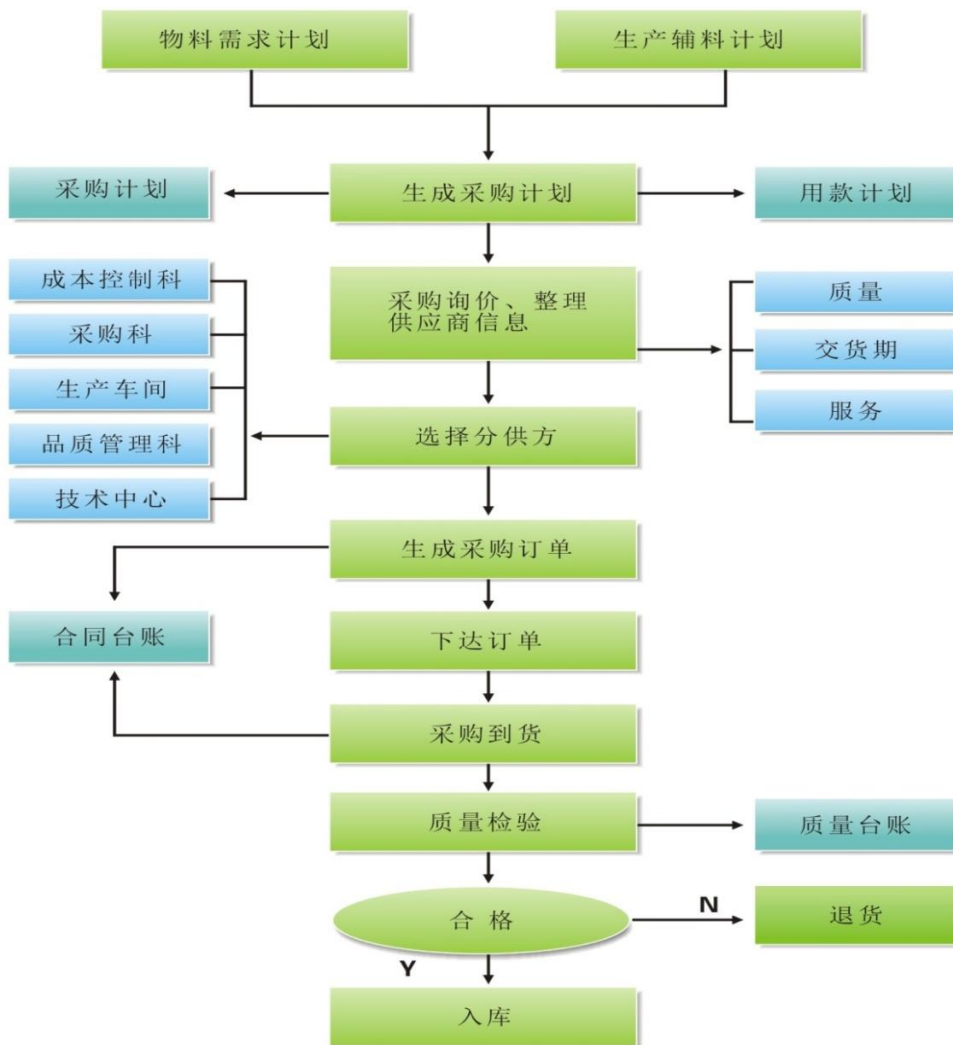 物料需求计划
生产辅料计划
采购计划
生成采购计划
用款计划
成本控制科
采购科
生产车间
品质管理科
技术中心
采购询价、整理
供应商信息
质量
交货期
服务
选择分供方
生成采购订单
合同台账
下达订单
采购到货
质量检验
质量台账
合格
N
退货
Y
入库